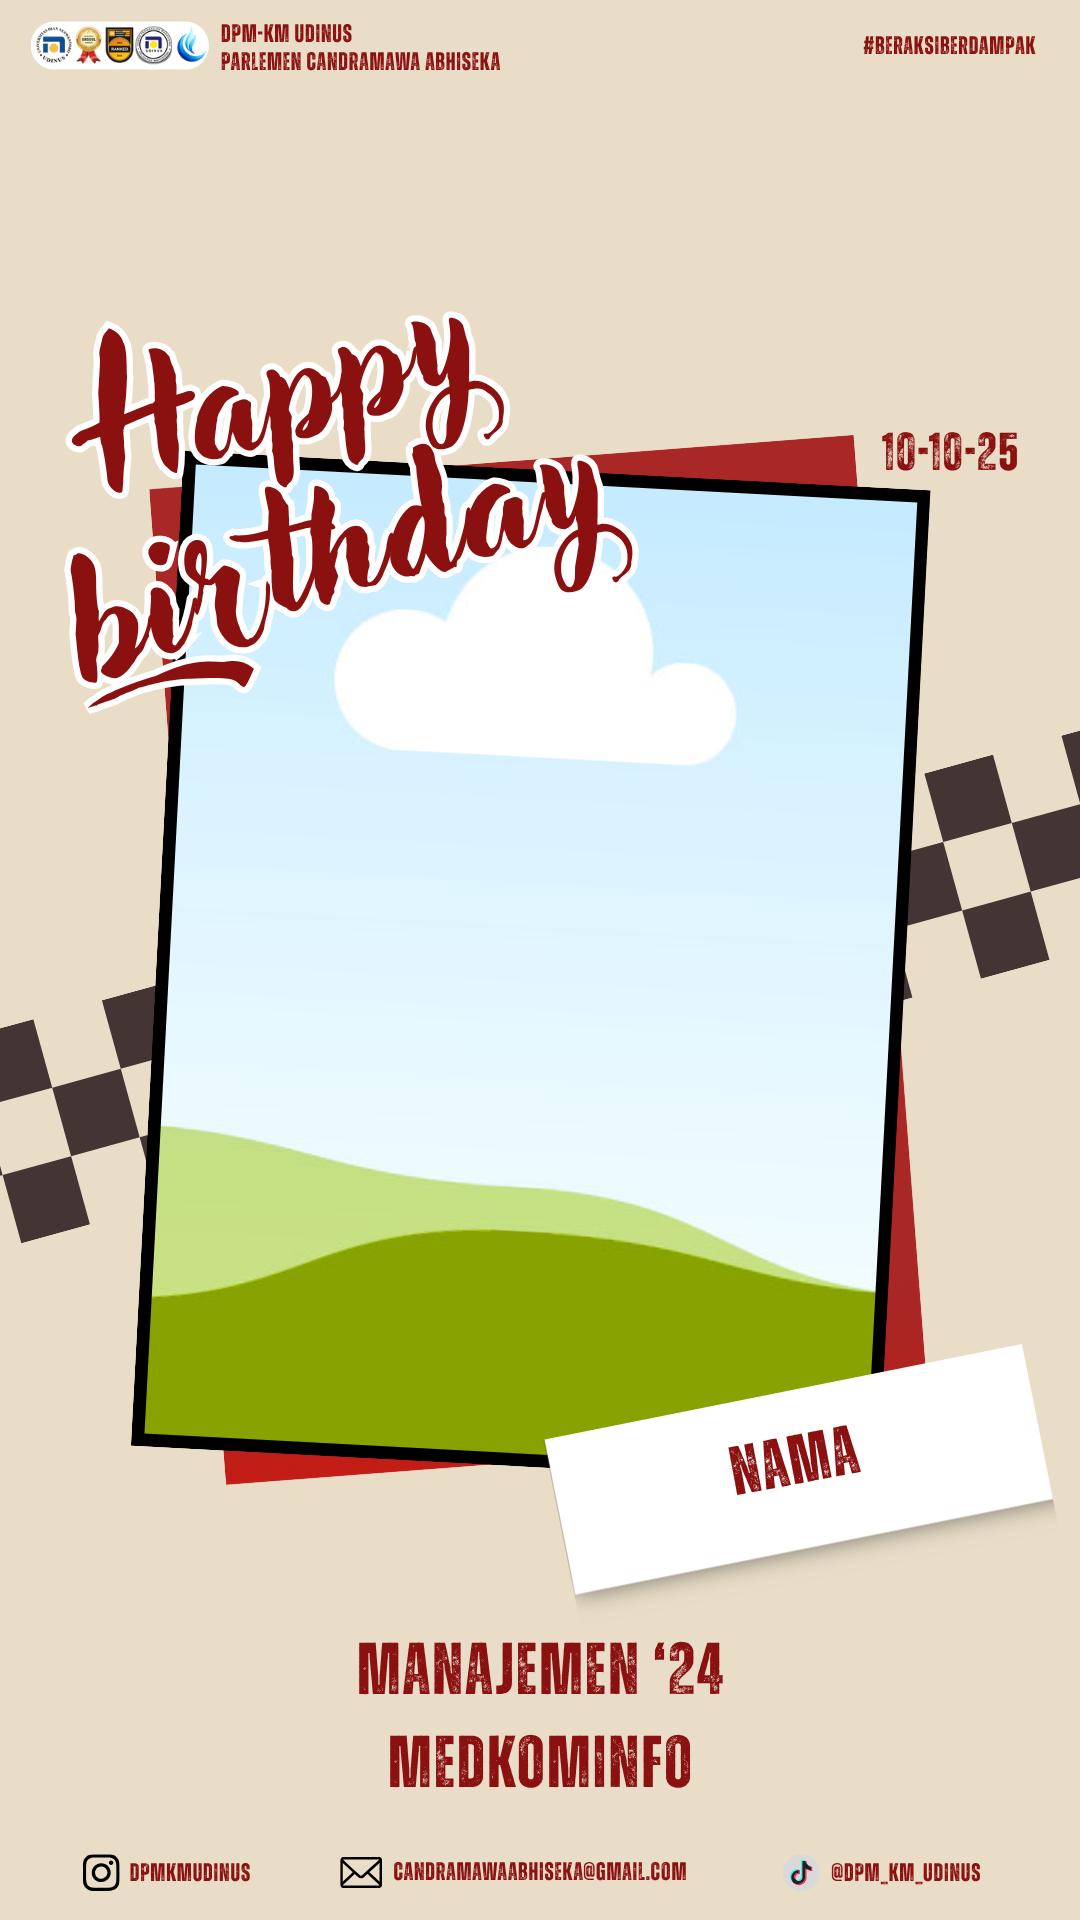 DPM-KM UDINUS
PARLEMEN CANDRAMAWA ABHISEKA
#BERAKSIBERDAMPAK
Happy
birthday
10-10-25
NAMA
MANAJEMEN ‘24
MEDKOMINFO
DPMKMUDINUS
CANDRAMAWAABHISEKA@GMAIL.COM
@DPM_KM_UDINUS